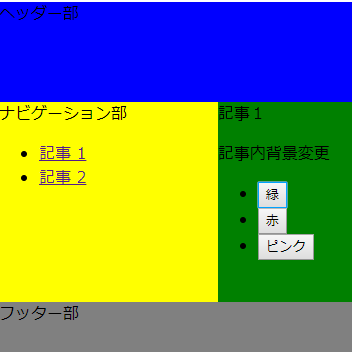 ヘッダー部
ナビゲーション部
記事 1
記事 2
記事１
記事内背景変更
緑
赤
ピンク
フッター部